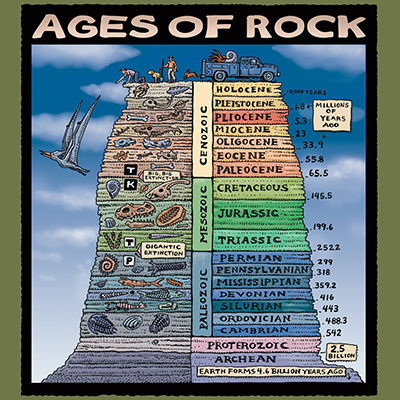 AGES OF ROCK
HOLOCENE
10,000 YEARS
PLEISTOCENE
1.8
MILLIONS
OF
YEARS
AGO
PLIOCENE
5.3
MIOCENE
23
OLIGOCENE
33.9
EOCENE
55.8
PALEOCENE
65.5
CENOZOIC
T
K
BIG, BIG
EXTINCTION
CRETACEOUS
145.5
JURASSIC
199.6
TRIASSIC
252.2
MESOZOIC
T
P
GIGANTIC
EXTINCTION
PERMIAN
299
PENNSYLVANIAN
318
MISSISSIPPIAN
359.2
DEVONIAN
416
SILURIAN
443
ORDOVICIAN
488.3
CAMBRIAN
542
PALEOZOIC
PROTEROZOIC
2.5
BILLION
ARCHEAN
EARTH FORMS 4.6 BILLION YEARS AGO